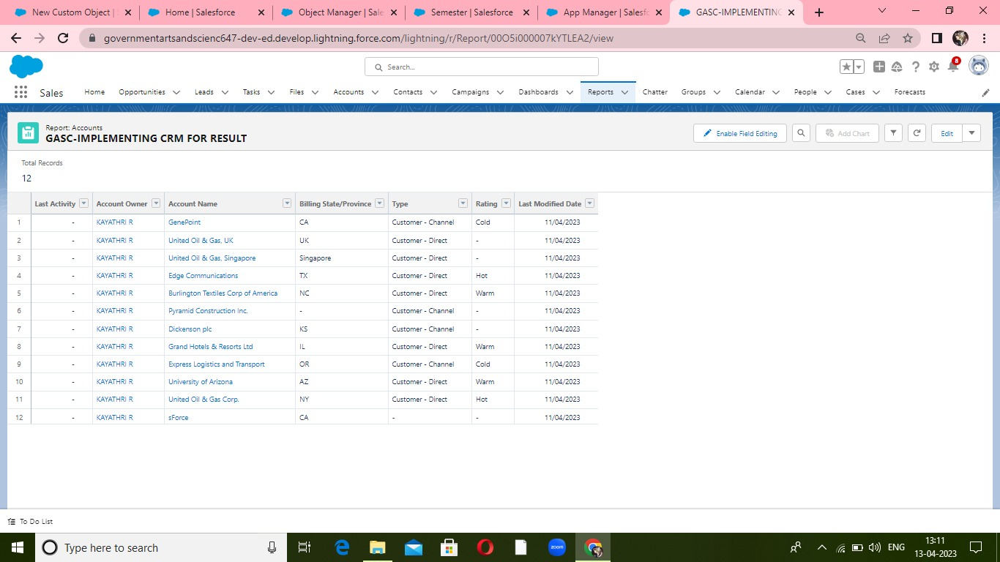 New Custom Object |
Home | Salesforce
Object Manager | Sale
Semester | Salesforce
App Manager | Salesf
GASC-IMPLEMENTING
governmentartsandscienc647-dev-ed.develop.lightning.force.com/lightning/r/Report/00O5i000007kYTLEA2/view
Search...
8
Sales Home Opportunities Leads Tasks Files Accounts Contacts Campaigns Dashboards Reports Chatter Groups Calendar People Cases Forecasts
Report: Accounts
GASC-IMPLEMENTING CRM FOR RESULT
Enable Field Editing Add Chart Edit
Total Records
12
Last Activity Account Owner Account Name Billing State/Province Type Rating Last Modified Date
1 - KAYATHRI R GenePoint CA Customer - Channel Cold 11/04/2023
2 - KAYATHRI R United Oil & Gas, UK UK Customer - Direct - 11/04/2023
3 - KAYATHRI R United Oil & Gas, Singapore Singapore Customer - Direct - 11/04/2023
4 - KAYATHRI R Edge Communications TX Customer - Direct Hot 11/04/2023
5 - KAYATHRI R Burlington Textiles Corp of America NC Customer - Direct Warm 11/04/2023
6 - KAYATHRI R Pyramid Construction Inc. - Customer - Channel - 11/04/2023
7 - KAYATHRI R Dickenson plc KS Customer - Channel - 11/04/2023
8 - KAYATHRI R Grand Hotels & Resorts Ltd IL Customer - Direct Warm 11/04/2023
9 - KAYATHRI R Express Logistics and Transport OR Customer - Channel Cold 11/04/2023
10 - KAYATHRI R University of Arizona AZ Customer - Direct Warm 11/04/2023
11 - KAYATHRI R United Oil & Gas Corp. NY Customer - Direct Hot 11/04/2023
12 - KAYATHRI R sForce CA - - 11/04/2023
To Do List
Type here to search
zoom
ENG
13:11
13-04-2023